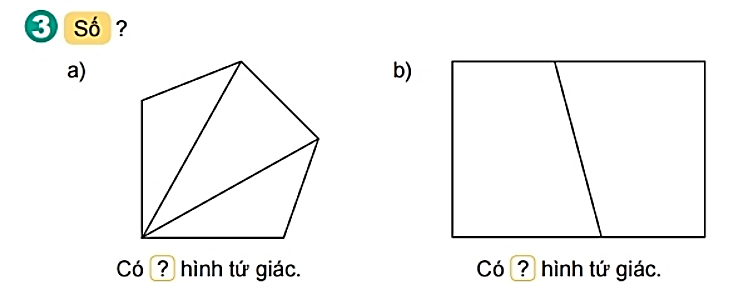 3 Số ?
a) b)
Có ? hình tứ giác. Có ? hình tứ giác.